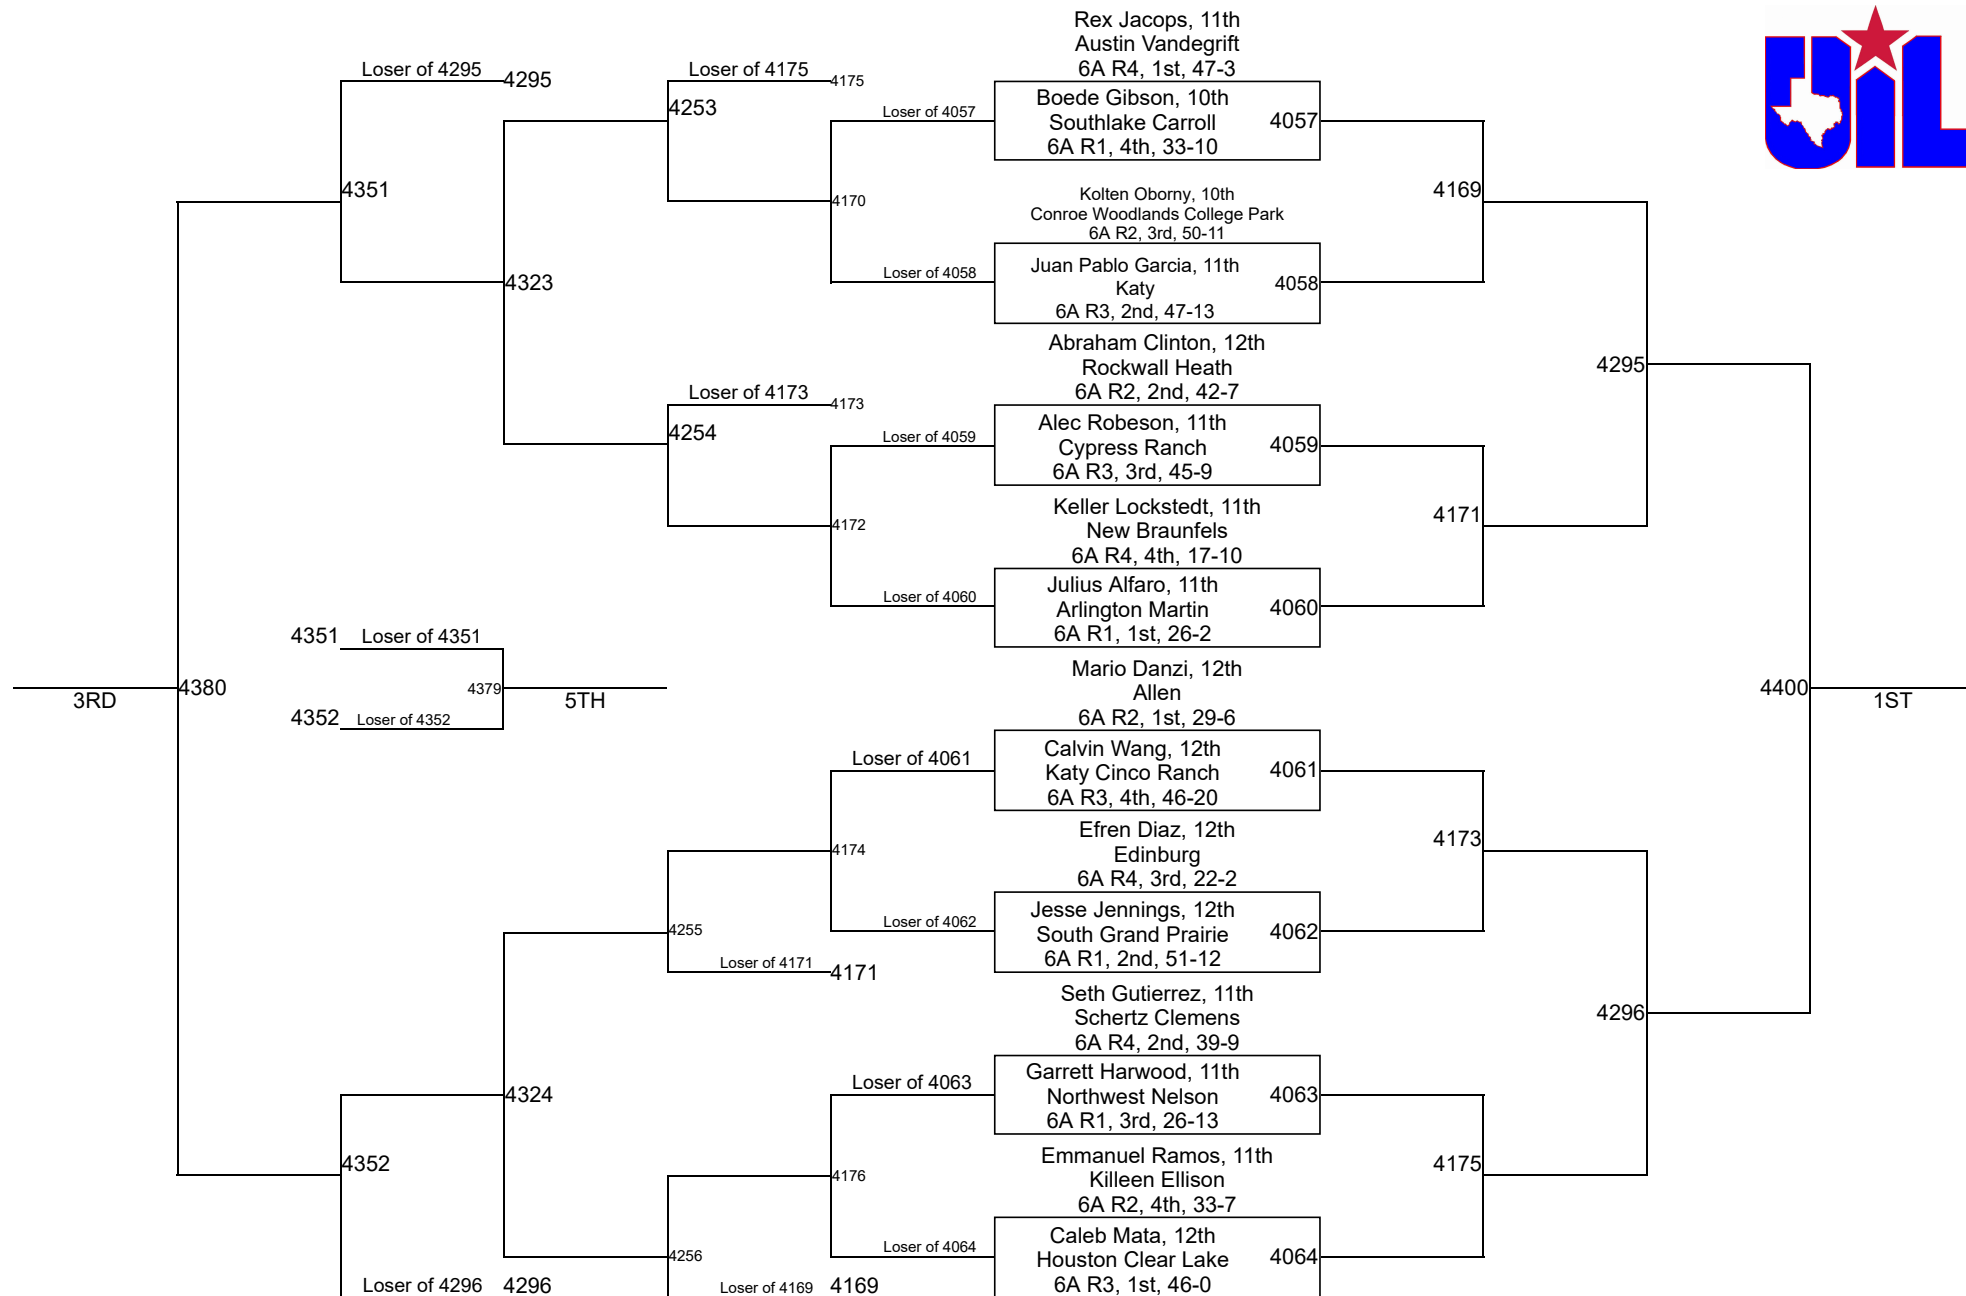 Rex Jacops, 11th
Austin Vandegrift
6A R4, 1st, 47-3
UIL
Loser of 4295 4295
Loser of 4175 4175
4253
Loser of 4057
Boede Gibson, 10th
Southlake Carroll
6A R1, 4th, 33-10
4057
4351
4170
Kolten Oborny, 10th
Conroe Woodlands College Park
6A R2, 3rd, 50-11
4169
4323
Loser of 4058
Juan Pablo Garcia, 11th
Katy
6A R3, 2nd, 47-13
4058
Abraham Clinton, 12th
Rockwall Heath
6A R2, 2nd, 42-7
4295
Loser of 4173 4173
4254
Loser of 4059
Alec Robeson, 11th
Cypress Ranch
6A R3, 3rd, 45-9
4059
4172
Keller Lockstedt, 11th
New Braunfels
6A R4, 4th, 17-10
4171
Loser of 4060
Julius Alfaro, 11th
Arlington Martin
6A R1, 1st, 26-2
4060
4351 Loser of 4351
3RD
4380
4379
5TH
4352 Loser of 4352
Mario Danzi, 12th
Allen
6A R2, 1st, 29-6
4400
1ST
Loser of 4061
Calvin Wang, 12th
Katy Cinco Ranch
6A R3, 4th, 46-20
4061
4174
Efren Diaz, 12th
Edinburg
6A R4, 3rd, 22-2
4173
4255
Loser of 4062
Jesse Jennings, 12th
South Grand Prairie
6A R1, 2nd, 51-12
4062
Loser of 4171 4171
Seth Gutierrez, 11th
Schertz Clemens
6A R4, 2nd, 39-9
4296
4324
Loser of 4063
Garrett Harwood, 11th
Northwest Nelson
6A R1, 3rd, 26-13
4063
4352
4176
Emmanuel Ramos, 11th
Killeen Ellison
6A R2, 4th, 33-7
4175
4256
Loser of 4064
Caleb Mata, 12th
Houston Clear Lake
6A R3, 1st, 46-0
4064
Loser of 4296 4296
Loser of 4169 4169